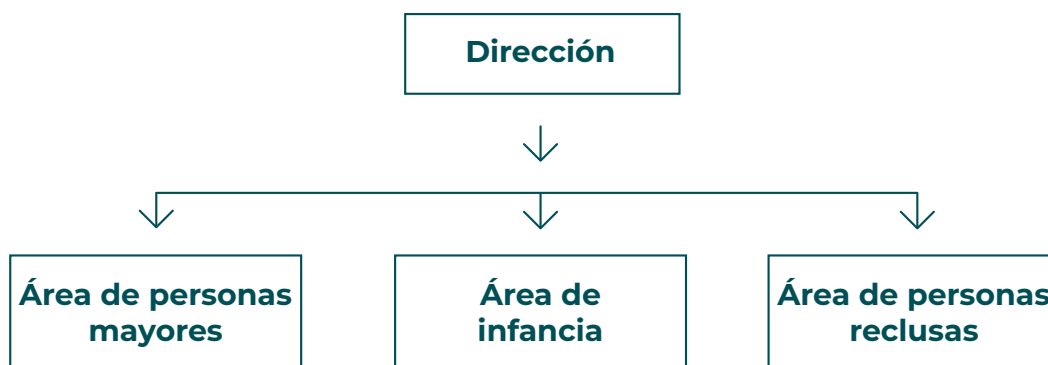 Dirección
Área de personas
mayores
Área de
infancia
Área de personas
reclusas